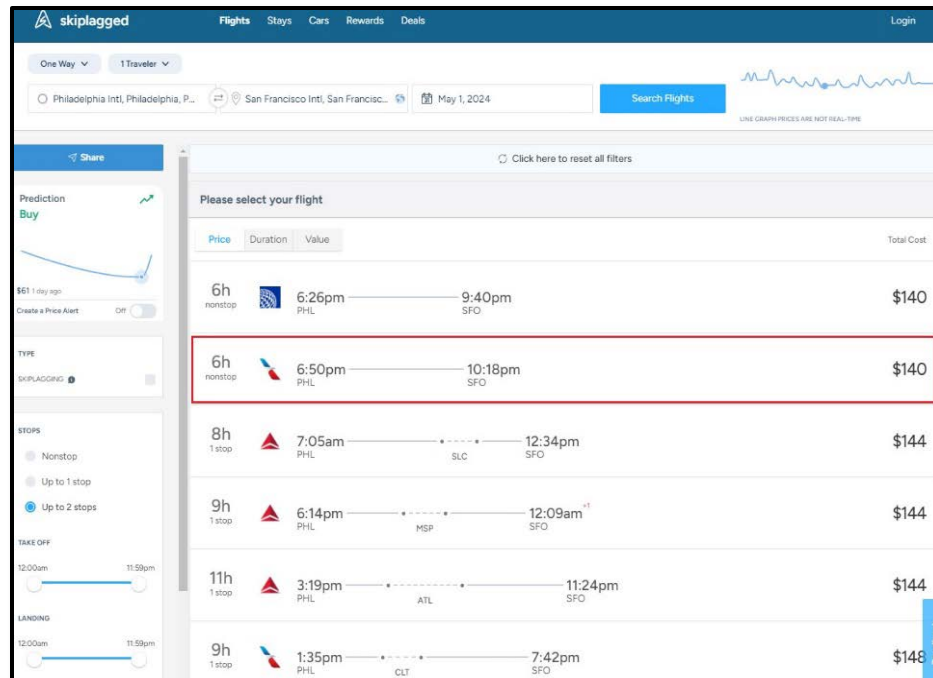 skiplagged
Flights Stays Cars Rewards Deals Login
One Way 1 Traveler
Philadelphia Intl, Philadelphia, P... San Francisco Intl, San Francisc... May 1, 2024 Search Flights
LINE GRAPH PRICES ARE NOT REAL-TIME
Share
Click here to reset all filters
Prediction
Buy
$61 1 day ago
Create a Price Alert Off
TYPE
SKIPLAGGING
STOPS
Nonstop
Up to 1 stop
Up to 2 stops
TAKE OFF
12:00am 11:59pm
LANDING
12:00am 11:59pm
Please select your flight
Price Duration Value Total Cost
6h 6:26pm 9:40pm $140
nonstop PHL SFO
6h 6:50pm 10:18pm $140
nonstop PHL SFO
8h 7:05am 12:34pm $144
1 stop PHL SLC SFO
9h 6:14pm 12:09am +1 $144
1 stop PHL MSP SFO
11h 3:19pm 11:24pm $144
1 stop PHL ATL SFO
9h 1:35pm 7:42pm $148
1 stop PHL CLT SFO